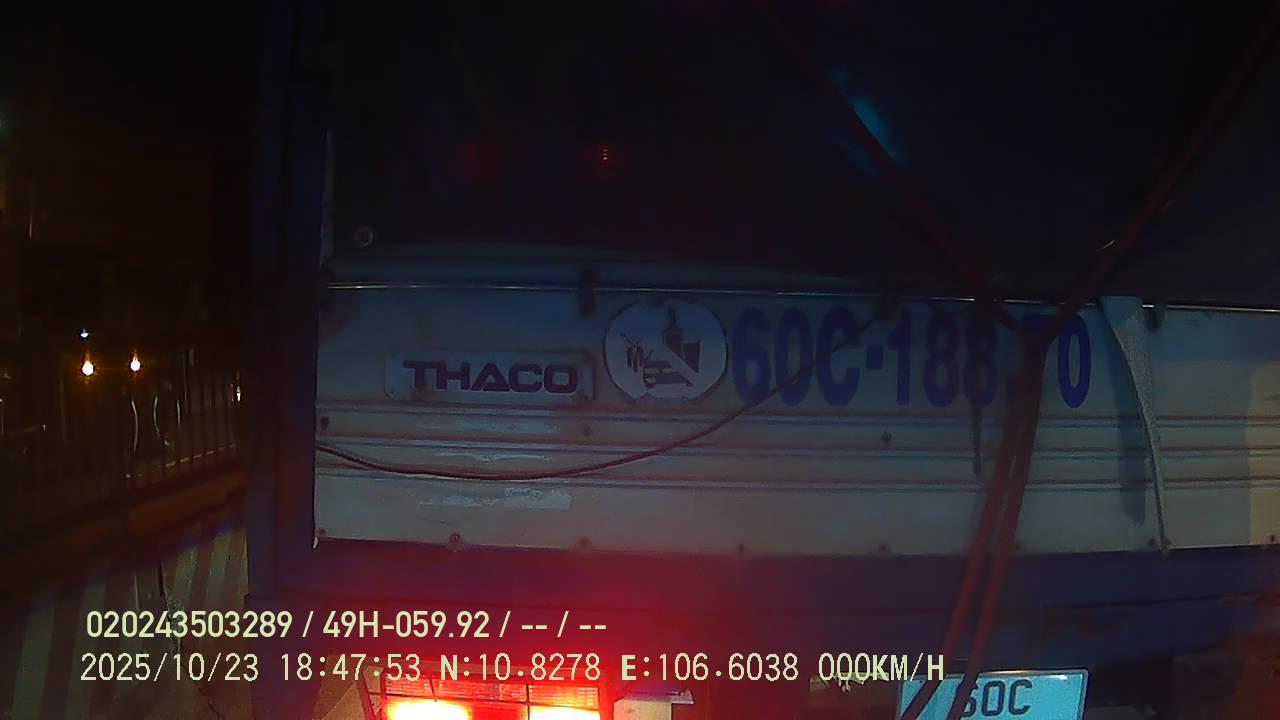 THACO
60C-188.70
020243503289 / 49H-059.92 / -- / --
2025/10/23 18:47:53 N:10.8278 E:106.6038 000KM/H
60C